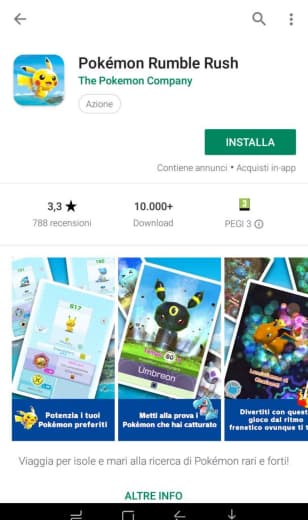 Pokémon Rumble Rush
The Pokemon Company
Azione
INSTALLA
Contiene annunci • Acquisti in-app
3,3 ★
788 recensioni
10.000+
Download
3
PEGI 3
617
Umbreon
Potenzia i tuoi
Pokémon preferiti
Metti alla prova i
Pokémon che hai catturato
Divertiti con quest
gioco dal ritmo
frenetico ovunque ti t
Viaggia per isole e mari alla ricerca di Pokémon rari e forti!
ALTRE INFO